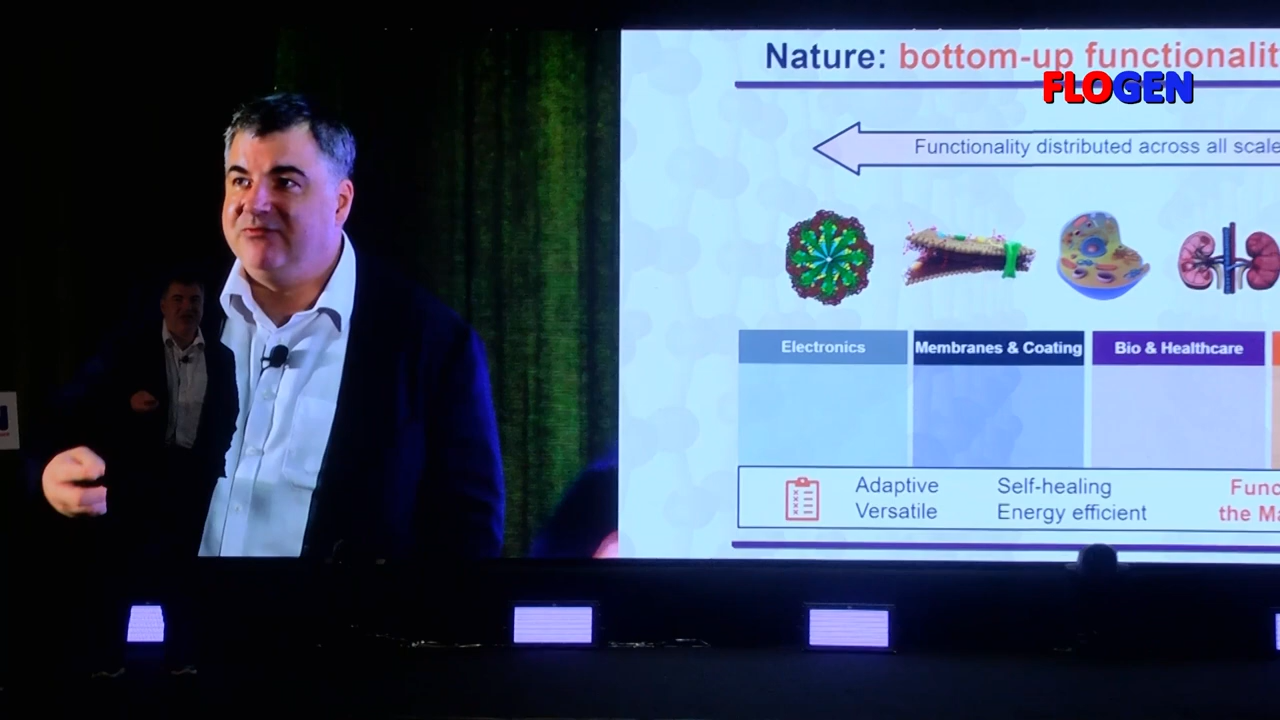 Nature: bottom-up functionalit
FLOGEN
Functionality distributed across all scale
Electronics
Membranes & Coating
Bio & Healthcare
Adaptive
Versatile
Self-healing
Energy efficient
Func
the Ma